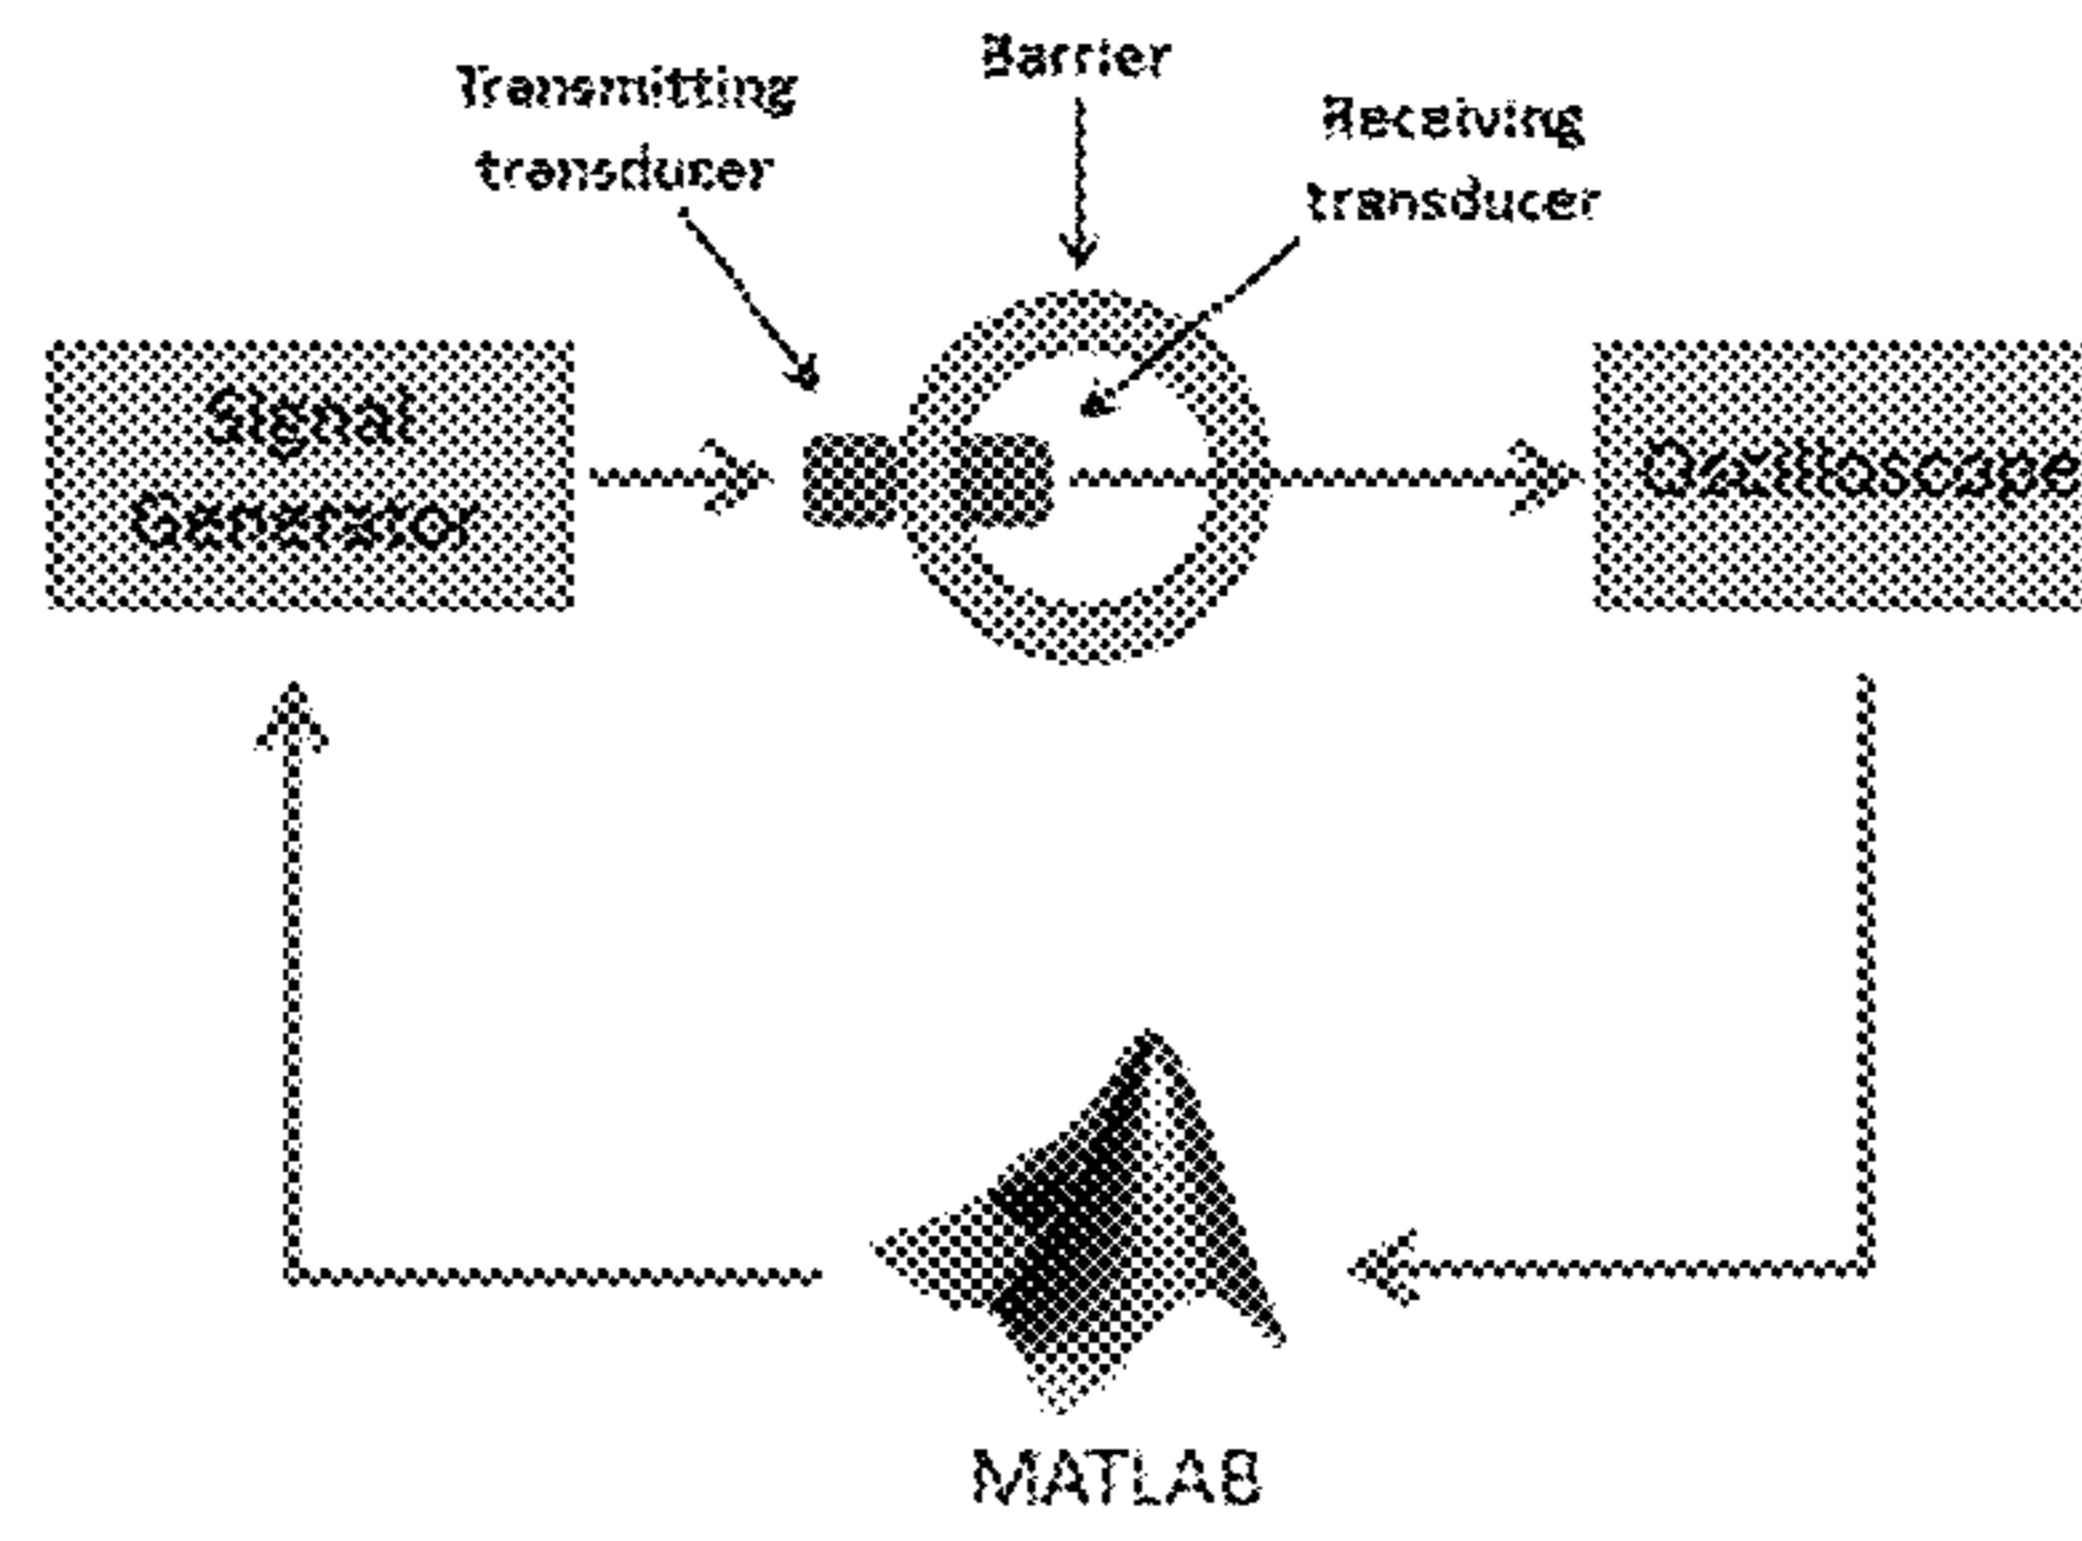 Barrier
Transmitting
transducer
Receiving
transducer
Signal
Generator
Oscilloscope
MATLAB